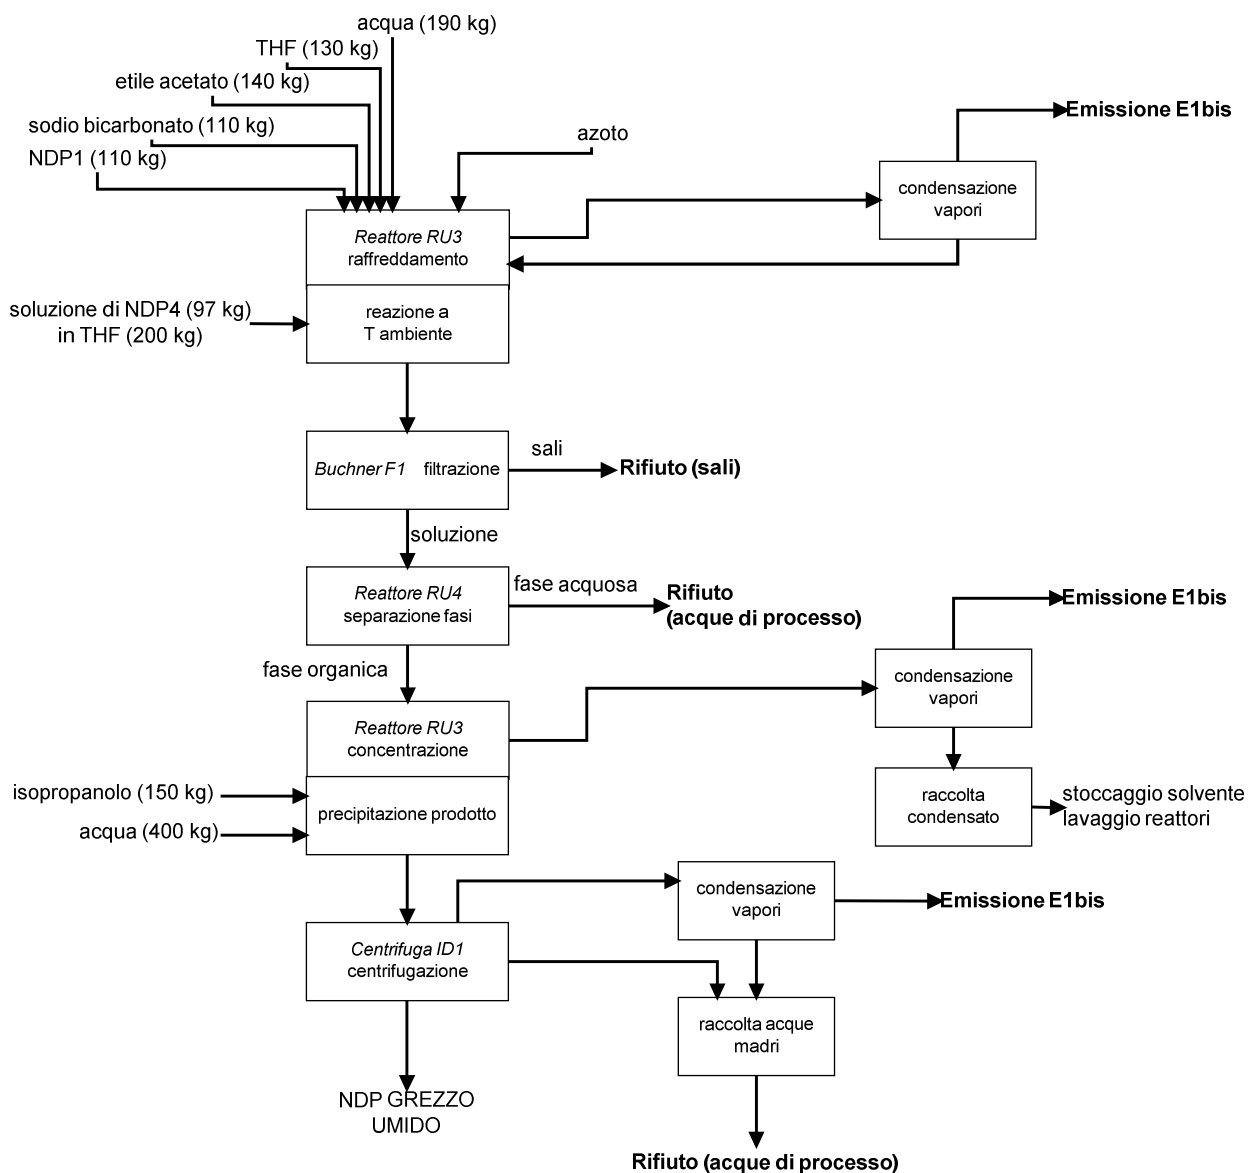 acqua (190 kg)
THF (130 kg)
etile acetato (140 kg)
sodio bicarbonato (110 kg)
NDP1 (110 kg)
azoto
Emissione E1bis
condensazione
vapori
Reattore RU3
raffreddamento
soluzione di NDP4 (97 kg)
in THF (200 kg)
reazione a
T ambiente
Buchner F1 filtrazione
sali
Rifiuto (sali)
soluzione
Reattore RU4
separazione fasi
fase acquosa
Rifiuto
(acque di processo)
Emissione E1bis
fase organica
condensazione
vapori
Reattore RU3
concentrazione
isopropanolo (150 kg)
acqua (400 kg)
precipitazione prodotto
raccolta
condensato
stoccaggio solvente
lavaggio reattori
condensazione
vapori
Emissione E1bis
Centrifuga ID1
centrifugazione
raccolta acque
madri
NDP GREZZO
UMIDO
Rifiuto (acque di processo)